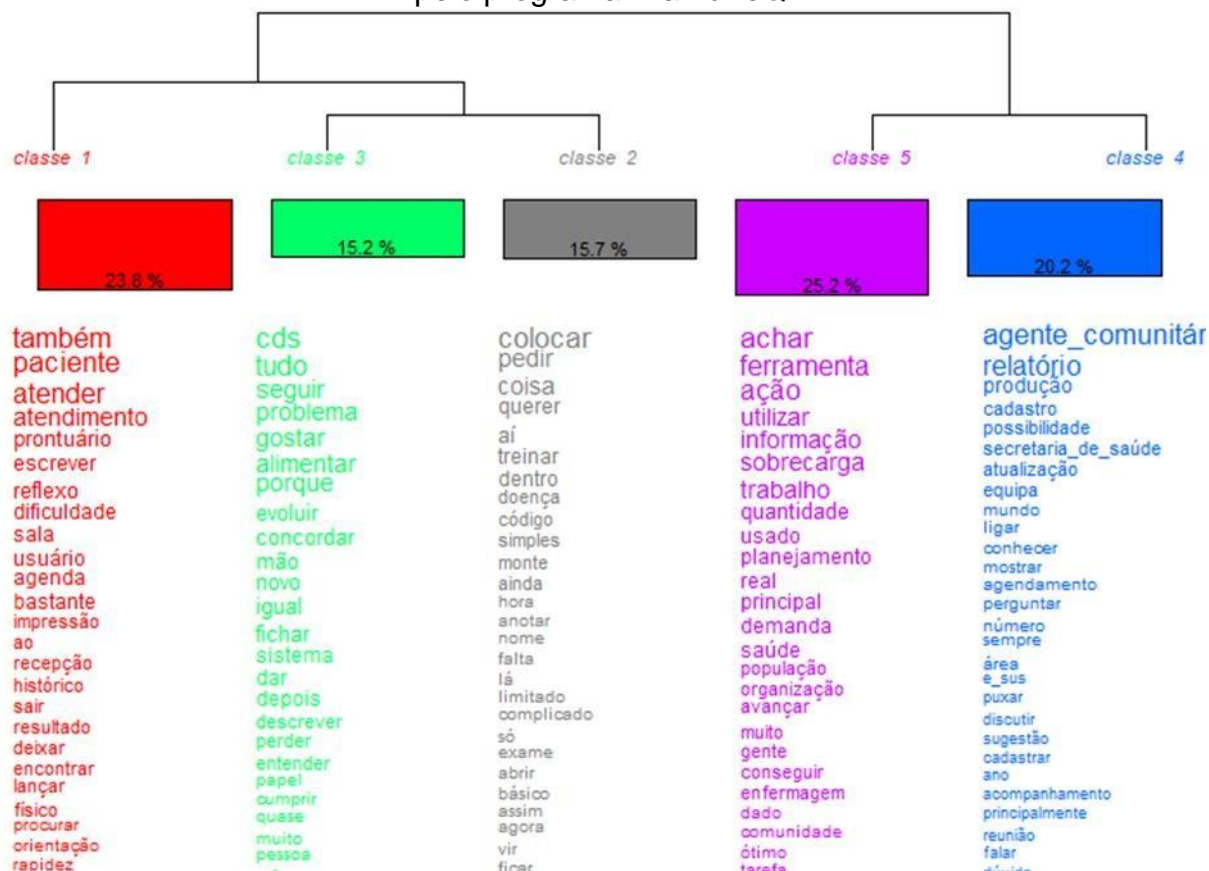 classe 1
classe 3
classe 2
classe 5
classe 4
23.8 %
15.2 %
15.7 %
25.2 %
20.2 %
também
paciente
atender
atendimento
prontuário
escrever
reflexo
dificuldade
sala
usuário
agenda
bastante
impressão
ao
recepção
histórico
sair
resultado
deixar
encontrar
lançar
físico
procurar
orientação
rapidez
cds
tudo
seguir
problema
gostar
alimentar
porque
evoluir
concordar
mão
novo
igual
fichar
sistema
dar
depois
descrever
perder
entender
papel
cumprir
quase
muito
pessoa
colocar
pedir
coisa
querer
aí
treinar
dentro
doença
código
simples
monte
ainda
hora
anotar
nome
falta
lá
limitado
complicado
só
exame
abrir
básico
assim
agora
vir
ficar
achar
ferramenta
ação
utilizar
informação
sobrecarga
trabalho
quantidade
usado
planejamento
real
principal
demanda
saúde
população
organização
avançar
muito
gente
conseguir
enfermagem
dado
comunidade
ótimo
tarefa
agente_comunitár
relatório
produção
cadastro
possibilidade
secretaria_de_saúde
atualização
equipa
mundo
ligar
conhecer
mostrar
agendamento
perguntar
número
sempre
área
e_sus
puxar
discutir
sugestão
cadastrar
ano
acompanhamento
principalmente
reunião
falar